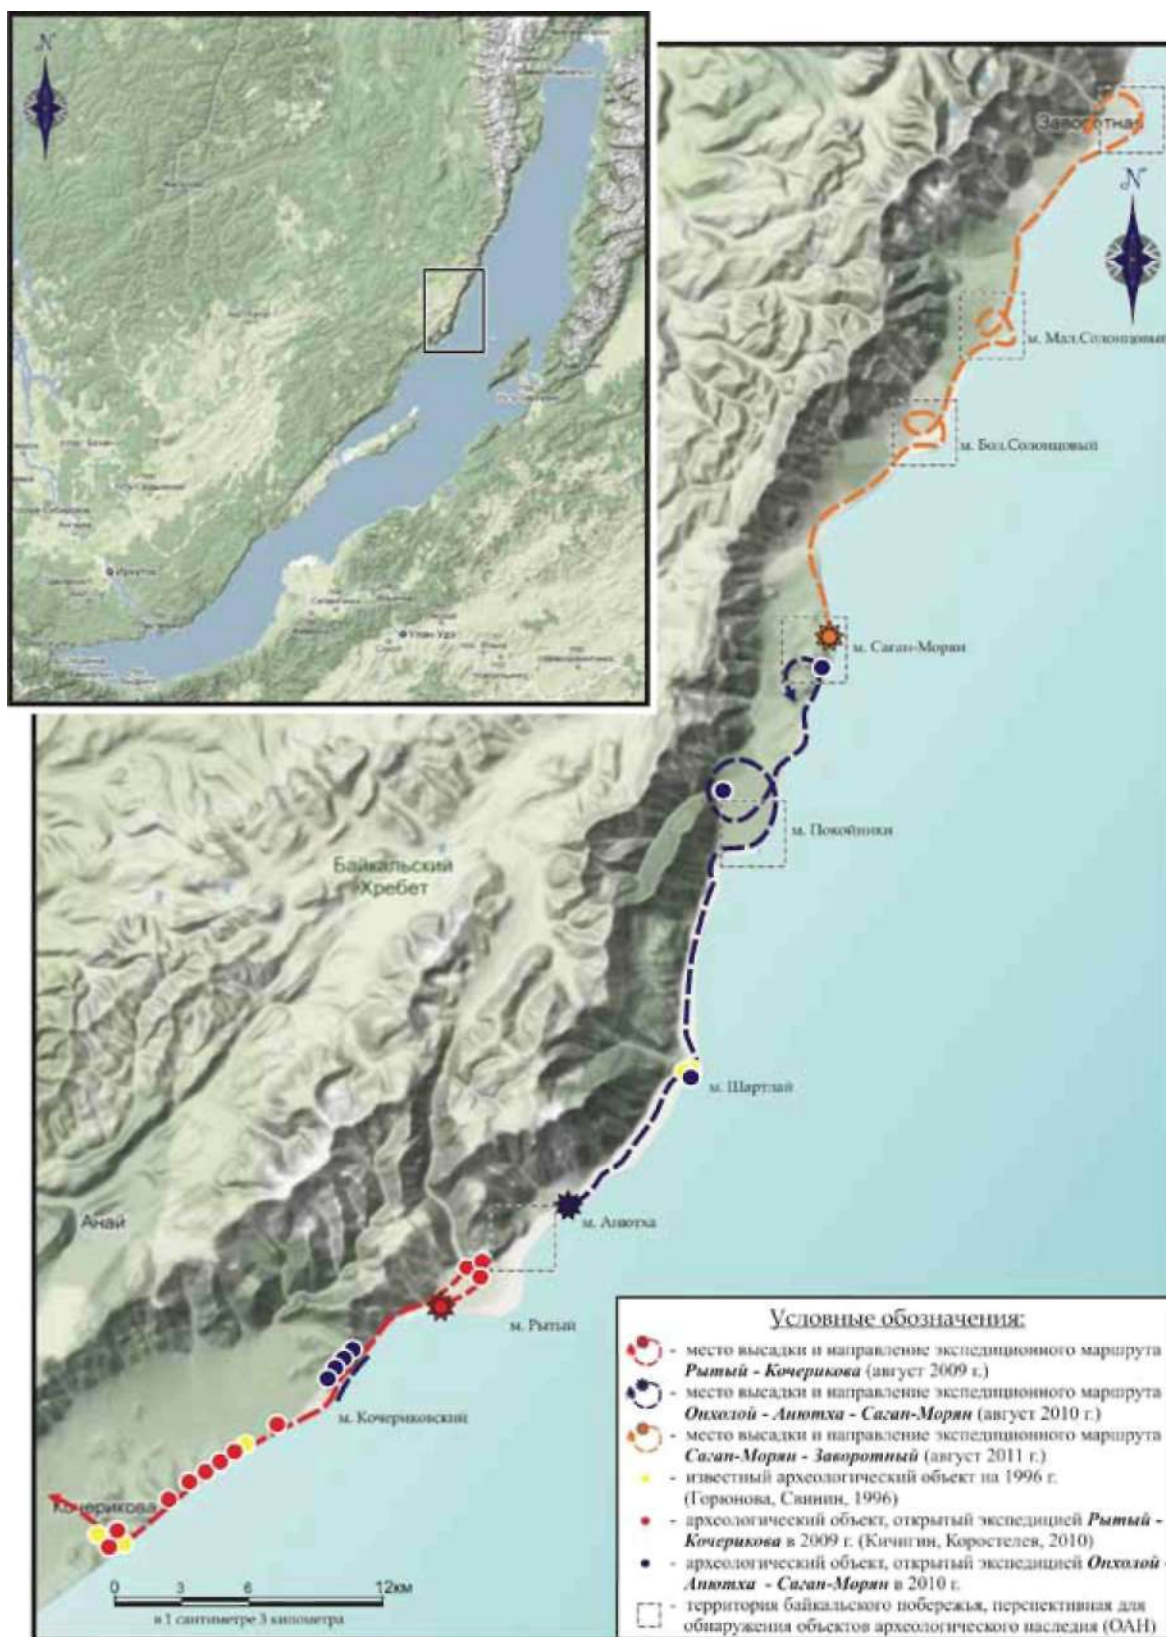 N
Иркутск
Улан-Удэ
Заворотная
N
м. Мал.Солонцовый
м. Бол.Солонцовый
м. Саган-Морян
м. Покойники
Байкальский
Хребет
м. Шартлай
Анай
м. Анютха
м. Рытый
м. Кочериковский
Кочерикова
0 3 6 12км
в 1 сантиметре 3 километра
Условные обозначения:
- место высадки и направление экспедиционного маршрута
Рытый - Кочерикова (август 2009 г.)
- место высадки и направление экспедиционного маршрута
Онхолой - Анютха - Саган-Морян (август 2010 г.)
- место высадки и направление экспедиционного маршрута
Саган-Морян - Заворотный (август 2011 г.)
- известный археологический объект на 1996 г.
(Горюнова, Свинин, 1996)
- археологический объект, открытый экспедицией Рытый -
Кочерикова в 2009 г. (Кичигин, Коростелев, 2010)
- археологический объект, открытый экспедицией Онхолой -
Анютха - Саган-Морян в 2010 г.
- территория байкальского побережья, перспективная для
обнаружения объектов археологического наследия (ОАН)